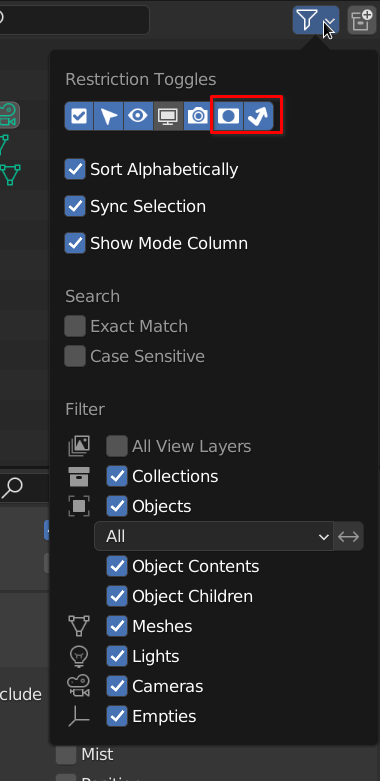 Restriction Toggles
Sort Alphabetically
Sync Selection
Show Mode Column
Search
Exact Match
Case Sensitive
Filter
All View Layers
Collections
Objects
All
Object Contents
Object Children
Meshes
Lights
clude
Cameras
Empties
Mist